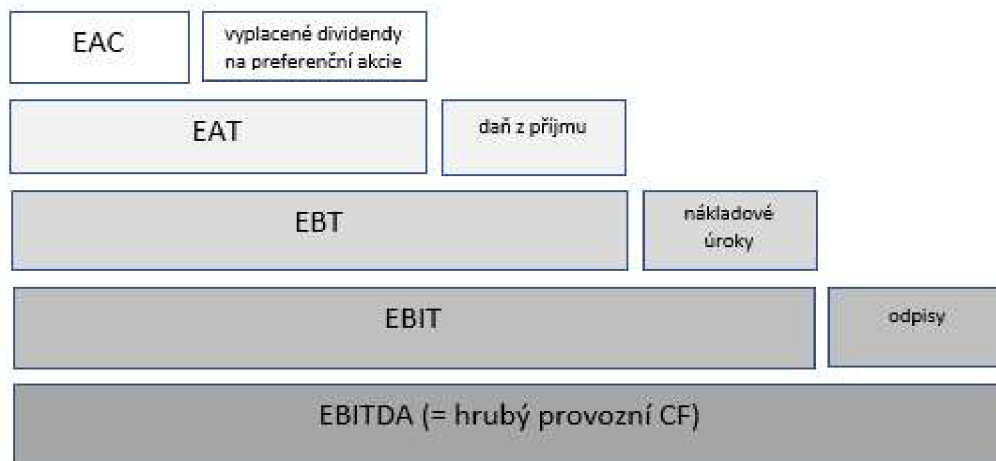 EAC
vyplacené dividendy
na preferenční akcie
EAT
daň z příjmu
EBT
nákladové
úroky
EBIT
odpisy
EBITDA (= hrubý provozní CF)